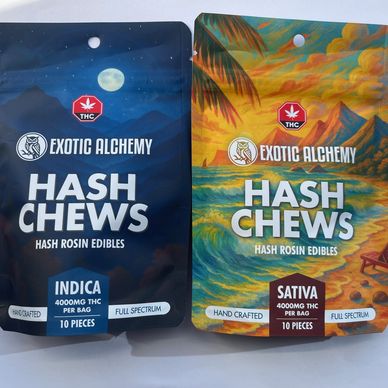 THC
EXOTIC ALCHEMY
HASH
CHEWS
HASH ROSIN EDIBLES
INDICA
4000MG THC
PER BAG
10 PIECES
HAND CRAFTED
FULL SPECTRUM
THC
EXOTIC ALCHEMY
HASH
CHEWS
HASH ROSIN EDIBLES
SATIVA
4000MG THC
PER BAG
10 PIECES
HAND CRAFTED
FULL SPECTRUM